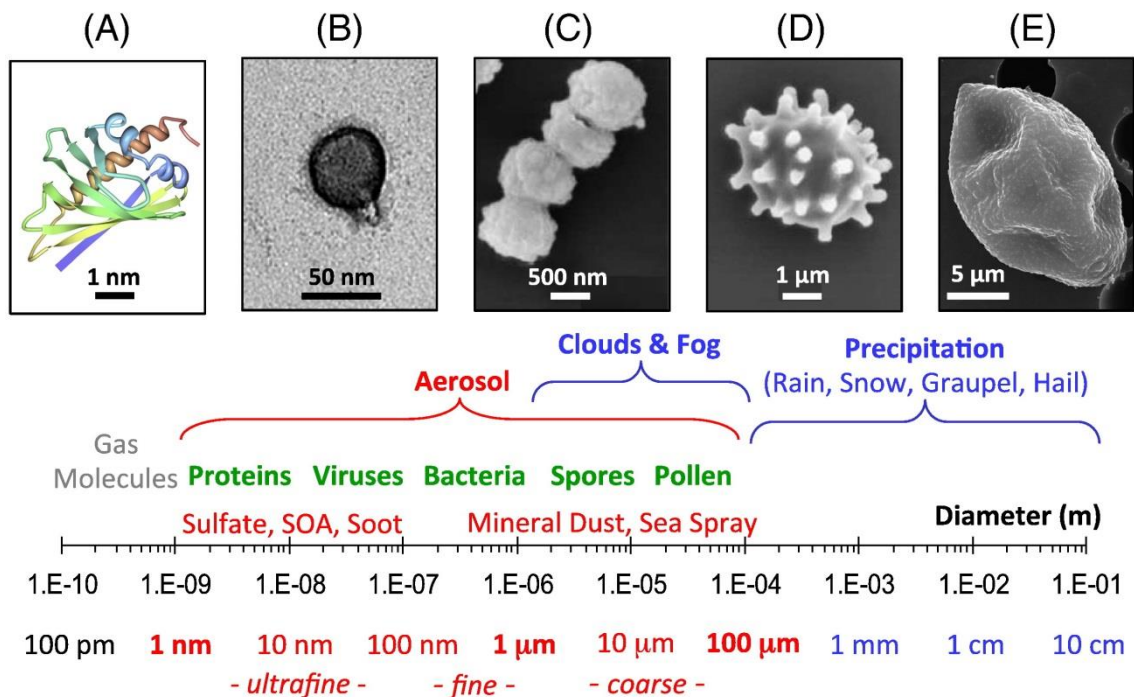 (A) (B) (C) (D) (E)
1 nm 50 nm 500 nm 1 μm 5 μm
Clouds & Fog Precipitation
Aerosol (Rain, Snow, Graupel, Hail)
Gas
Molecules Proteins Viruses Bacteria Spores Pollen
Sulfate, SOA, Soot Mineral Dust, Sea Spray Diameter (m)
1.E-10 1.E-09 1.E-08 1.E-07 1.E-06 1.E-05 1.E-04 1.E-03 1.E-02 1.E-01
100 pm 1 nm 10 nm 100 nm 1 μm 10 μm 100 μm 1 mm 1 cm 10 cm
- ultrafine - - fine - - coarse -